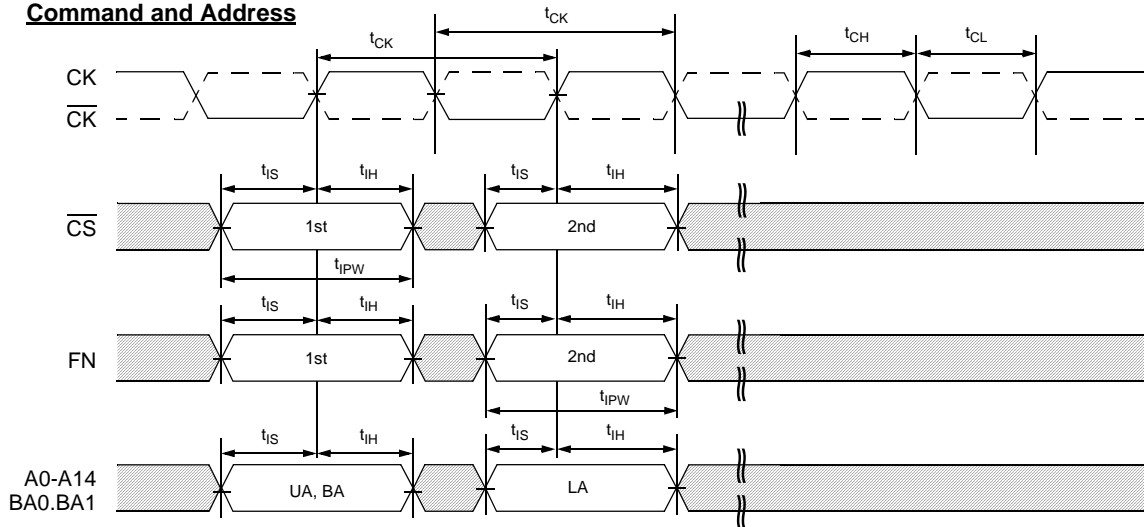 Command and Address
tCK
tCK
tCH
tCL
CK
CK
tIS
tIH
tIS
tIH
CS
1st
2nd
tIPW
tIS
tIH
tIS
tIH
FN
1st
2nd
tIPW
tIS
tIH
tIS
tIH
A0-A14
BA0.BA1
UA, BA
LA